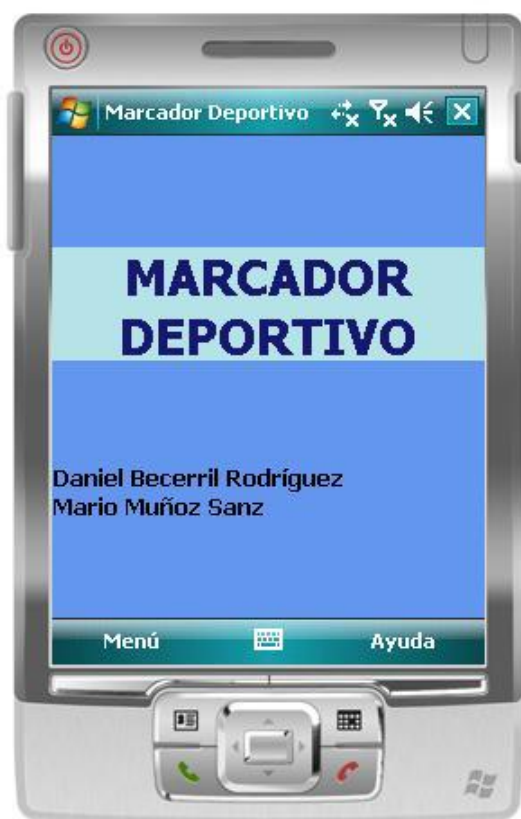 Marcador Deportivo
MARCADOR
DEPORTIVO
Daniel Becerril Rodríguez
Mario Muñoz Sanz
Menú
Ayuda